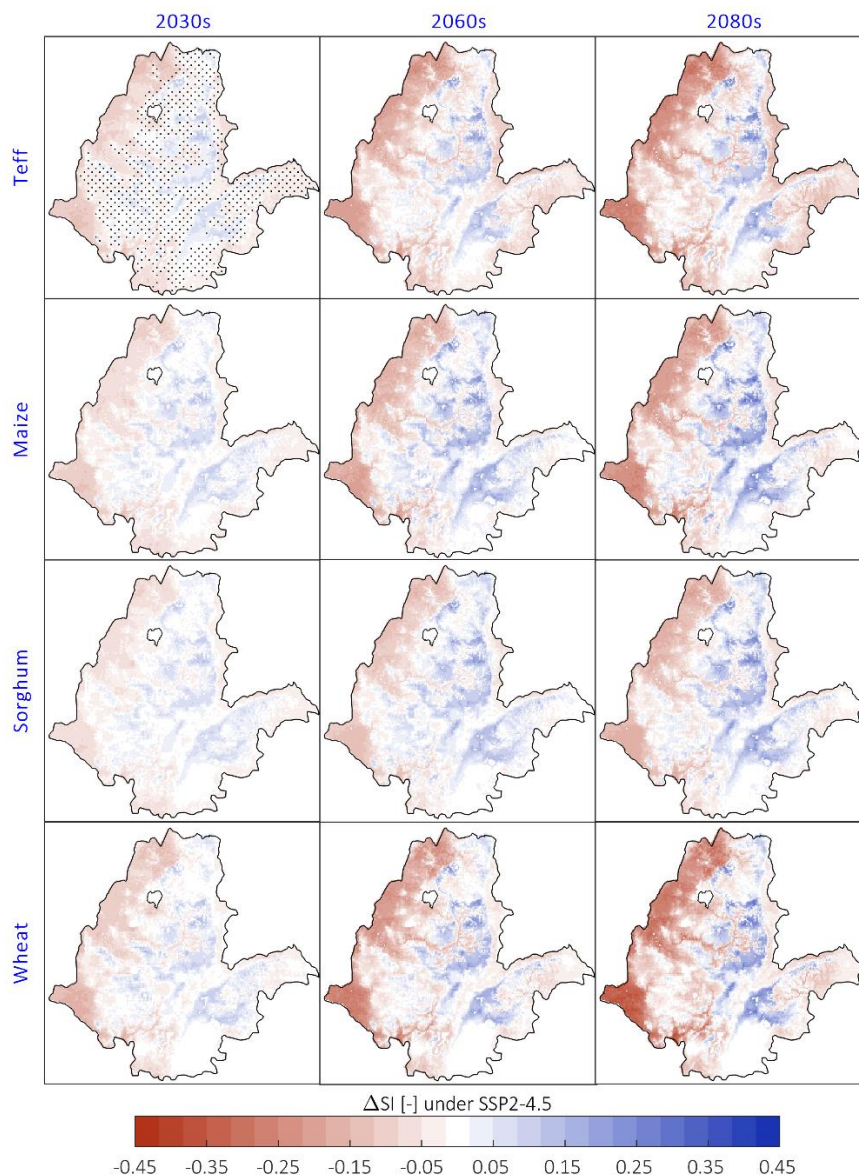 2030s 2060s 2080s
Teff
Maize
Sorghum
Wheat
ΔSI [-] under SSP2-4.5
-0.45 -0.35 -0.25 -0.15 -0.05 0.05 0.15 0.25 0.35 0.45